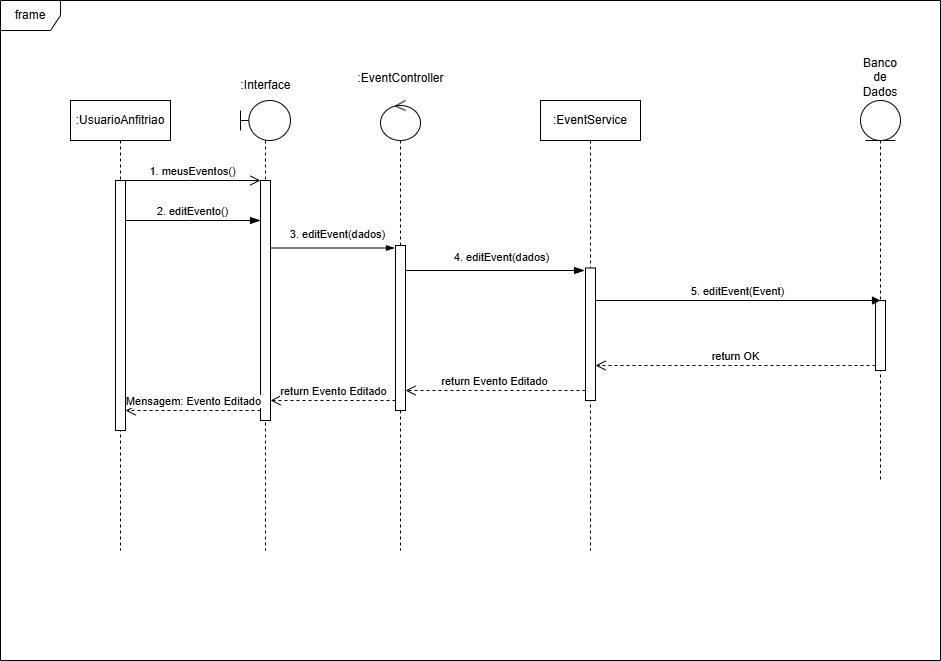 frame
:UsuarioAnfitriao
:Interface
:EventController
:EventService
Banco
de
Dados
1. meusEventos()
2. editEvento()
3. editEvent(dados)
4. editEvent(dados)
5. editEvent(Event)
return OK
return Evento Editado
return Evento Editado
Mensagem: Evento Editado